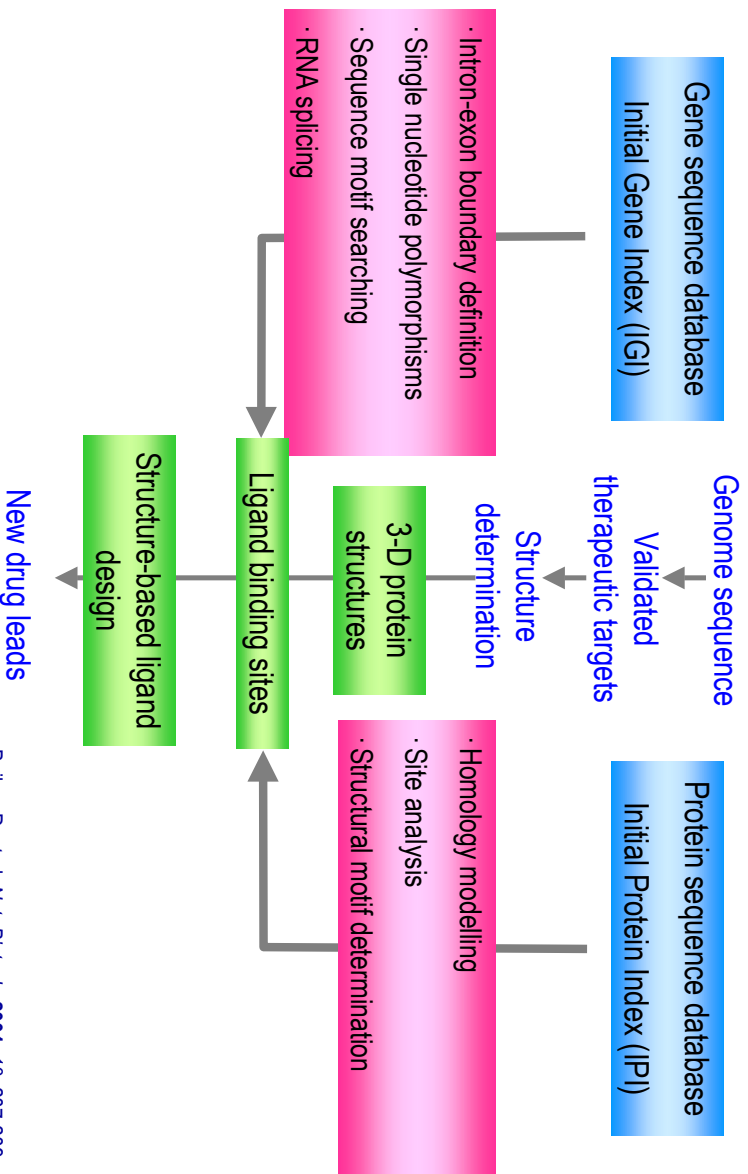 Genome sequence
Validated
therapeutic targets
Structure
determination
Gene sequence database
Initial Gene Index (IGI)
· Intron-exon boundary definition
· Single nucleotide polymorphisms
· Sequence motif searching
· RNA splicing
Protein sequence database
Initial Protein Index (IPI)
· Homology modelling
· Site analysis
· Structural motif determination
3-D protein
structures
Ligand binding sites
Structure-based ligand
design
New drug leads